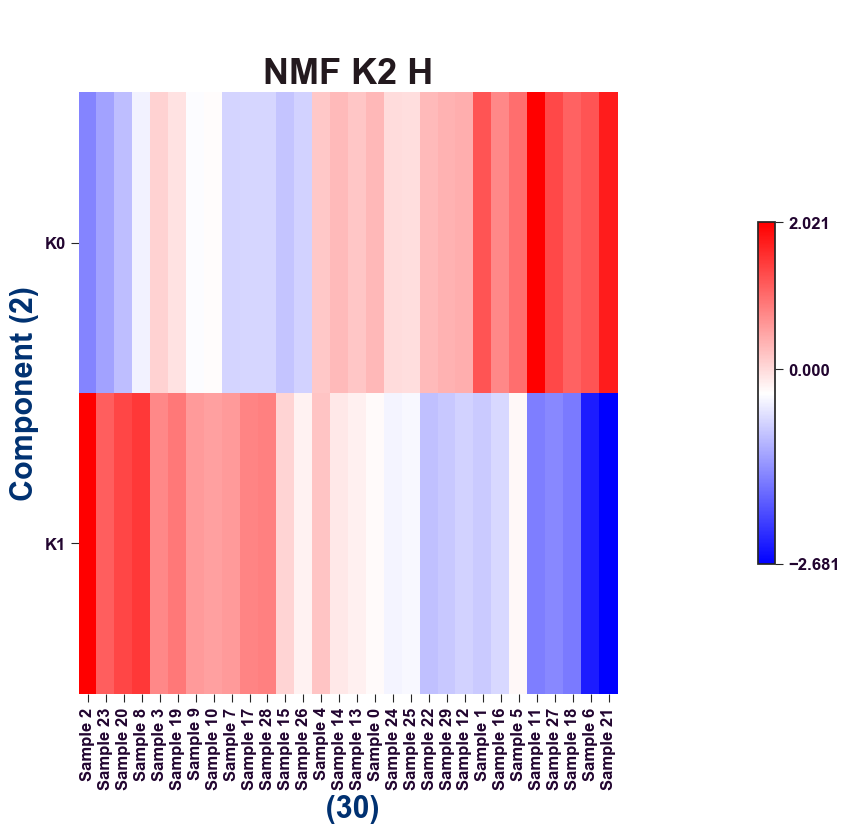 NMF K2 H
K0
K1
Component (2)
Sample 2
Sample 23
Sample 20
Sample 8
Sample 3
Sample 19
Sample 9
Sample 10
Sample 7
Sample 17
Sample 28
Sample 15
Sample 26
Sample 4
Sample 14
Sample 13
Sample 0
Sample 24
Sample 25
Sample 22
Sample 29
Sample 12
Sample 1
Sample 16
Sample 5
Sample 11
Sample 27
Sample 18
Sample 6
Sample 21
(30)
2.021
0.000
−2.681